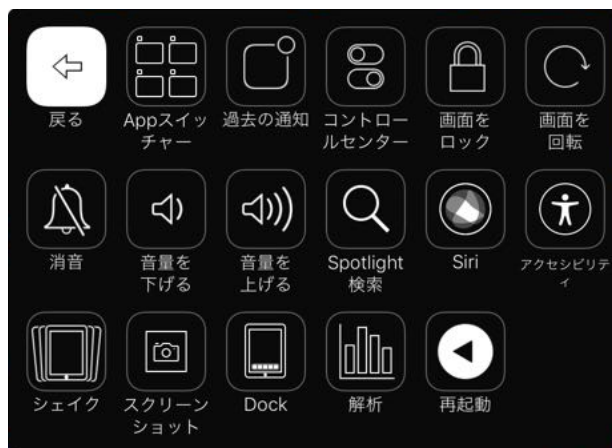 戻る
Appスイッ
チャー
過去の通知
コントロー
ルセンター
画面を
ロック
画面を
回転
消音
音量を
下げる
音量を
上げる
Spotlight
検索
Siri
アクセシビリテ
ィ
シェイク
スクリーン
ショット
Dock
解析
再起動